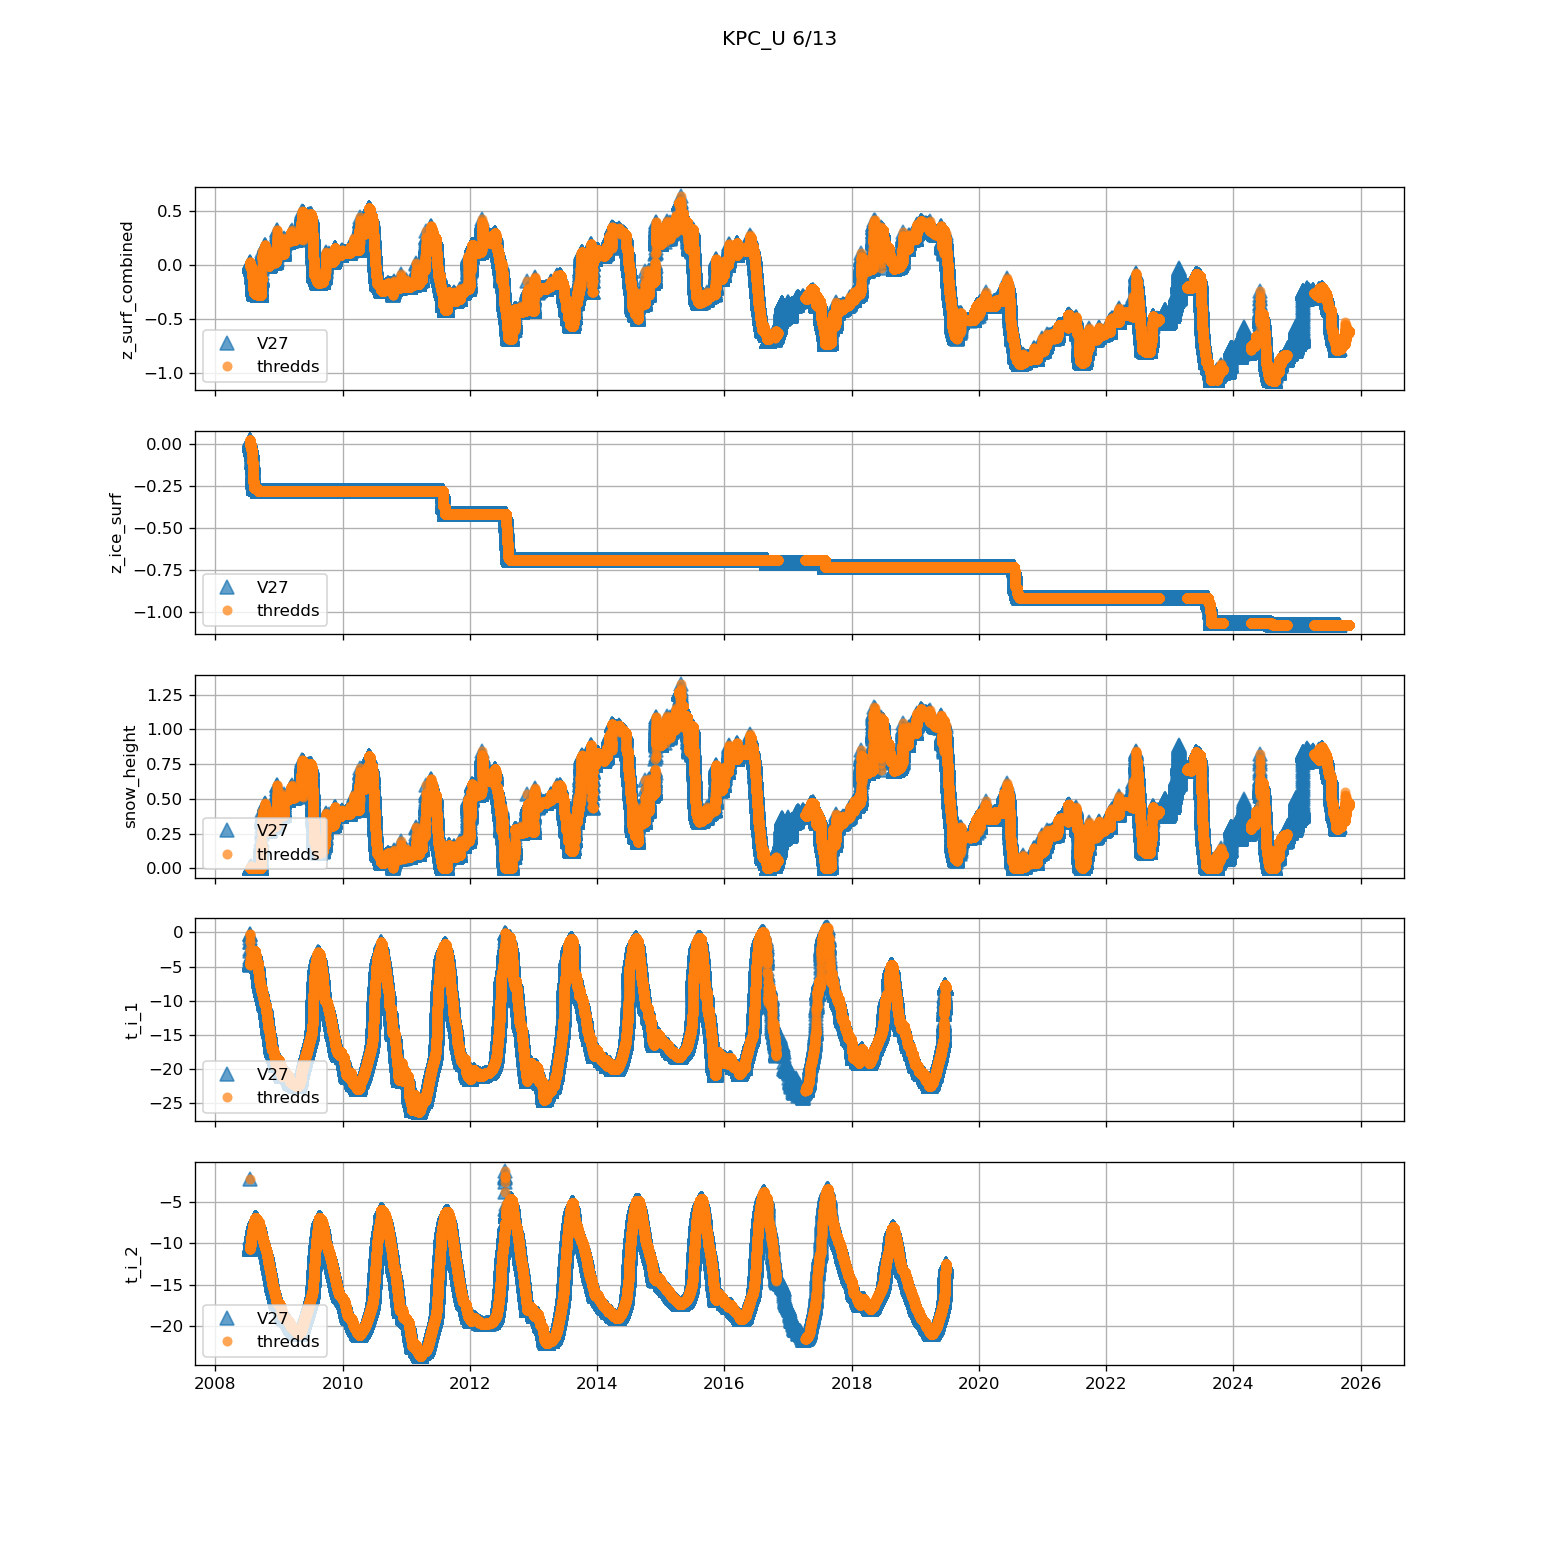 KPC_U 6/13
z_surf_combined
0.5
0.0
−0.5
−1.0
V27
thredds
z_ice_surf
0.00
−0.25
−0.50
−0.75
−1.00
V27
thredds
snow_height
1.25
1.00
0.75
0.50
0.25
0.00
V27
thredds
t_i_1
0
−5
−10
−15
−20
−25
V27
thredds
t_i_2
−5
−10
−15
−20
V27
thredds
2008 2010 2012 2014 2016 2018 2020 2022 2024 2026